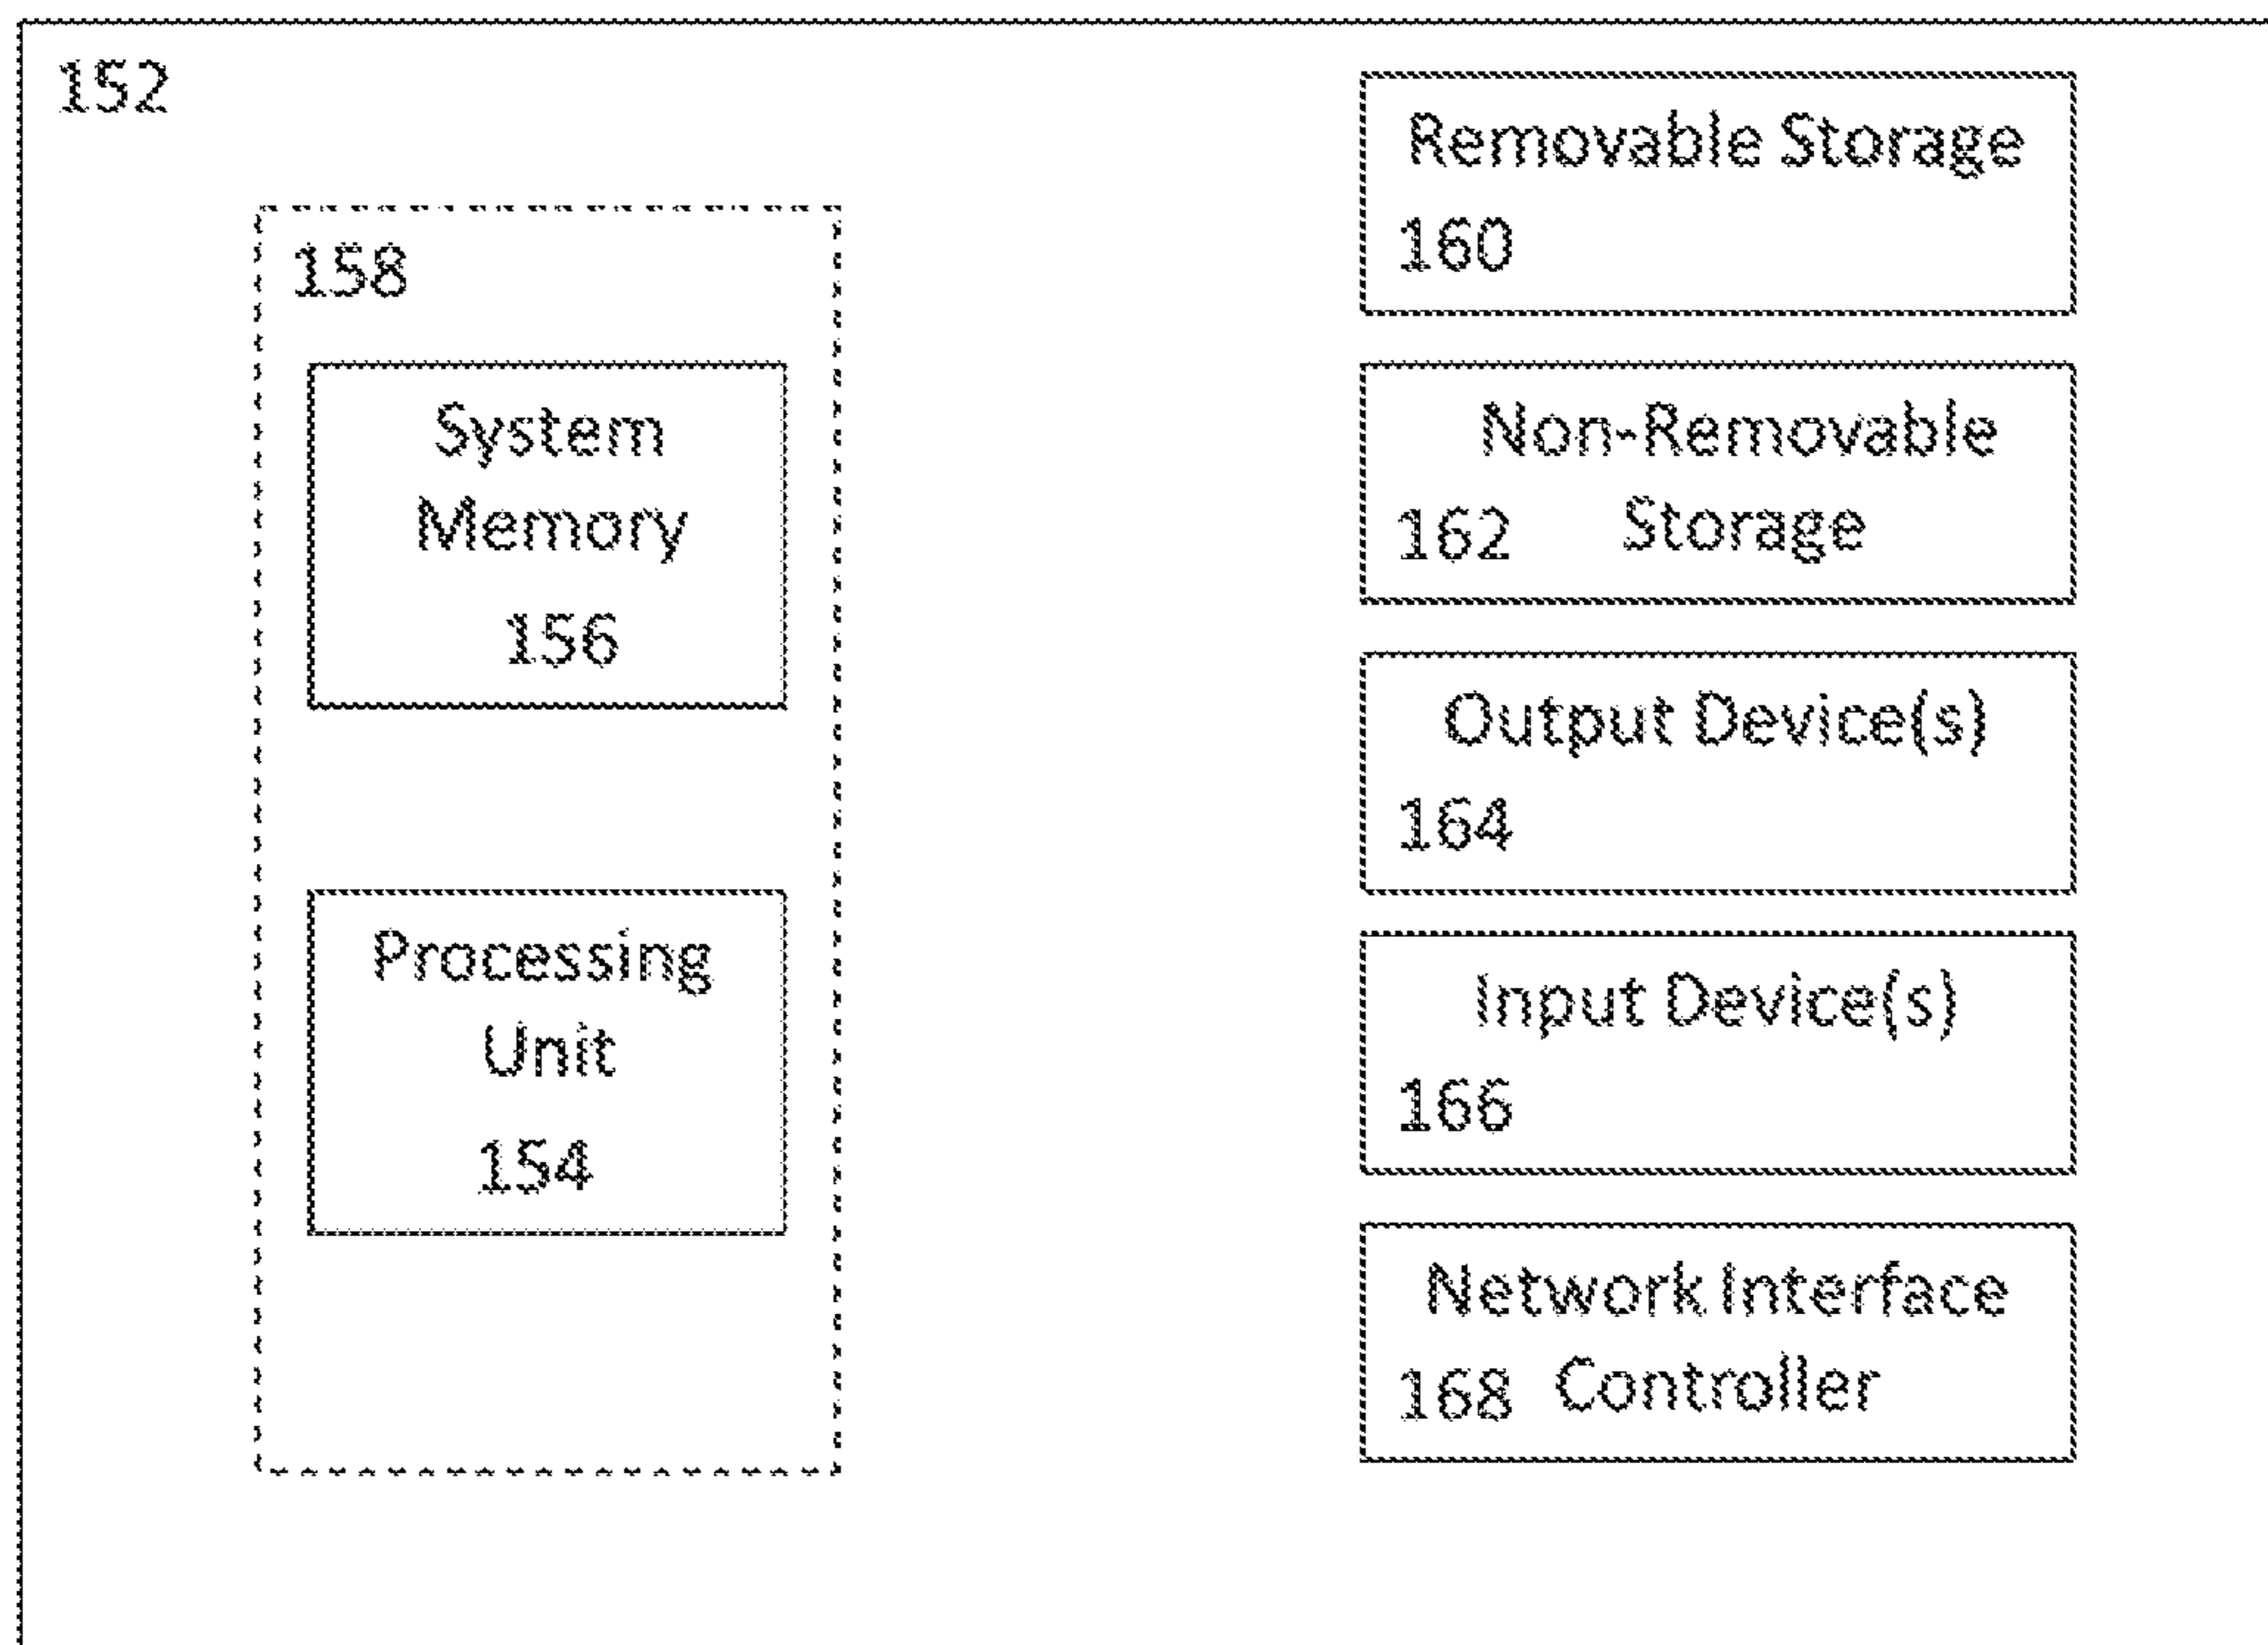 152
158
System
Memory
156
Processing
Unit
154
Removable Storage
160
Non-Removable
162 Storage
Output Device(s)
164
Input Device(s)
166
Network Interface
168 Controller